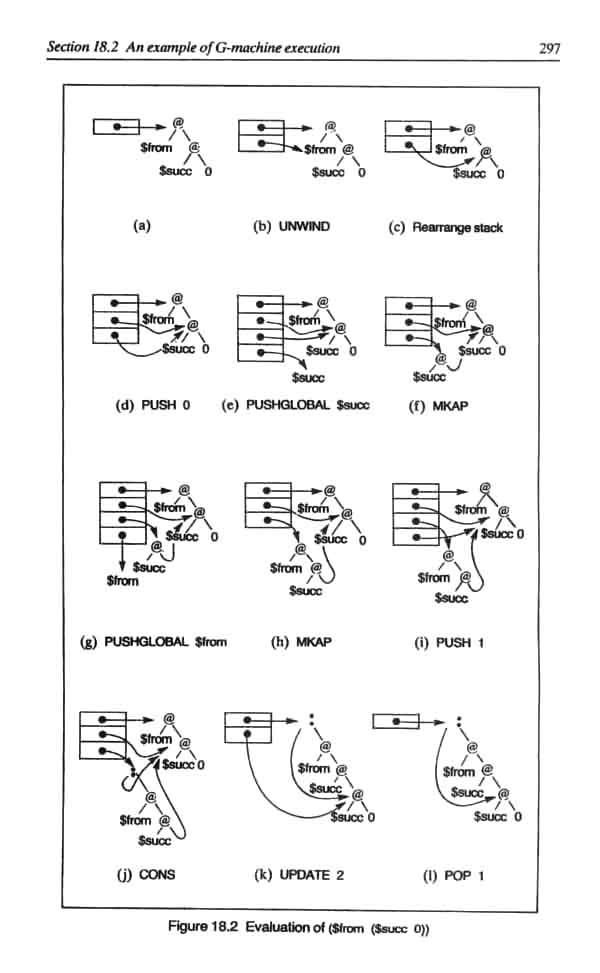 Section 18.2 An example of G-machine execution 297
@ @ @
$from @ $from @ $from @
$succ 0 $succ 0 $succ 0
(a) (b) UNWIND (c) Rearrange stack
@ @ @
$from @ $from @ $from @
$succ 0 $succ 0 @ $succ 0
$succ $succ
(d) PUSH 0 (e) PUSHGLOBAL $succ (f) MKAP
@ @ @
$from @ $from @ $from @
$succ 0 $succ 0 $succ 0
@ @ @
$succ $from @ $from @
$from $succ $succ
(g) PUSHGLOBAL $from (h) MKAP (i) PUSH 1
@ : :
$from @ @ @
$succ 0 $from @ $from @
: $succ @ $succ @
@ $succ 0 $succ 0
$from @
$succ
(j) CONS (k) UPDATE 2 (l) POP 1
Figure 18.2 Evaluation of ($from ($succ 0))